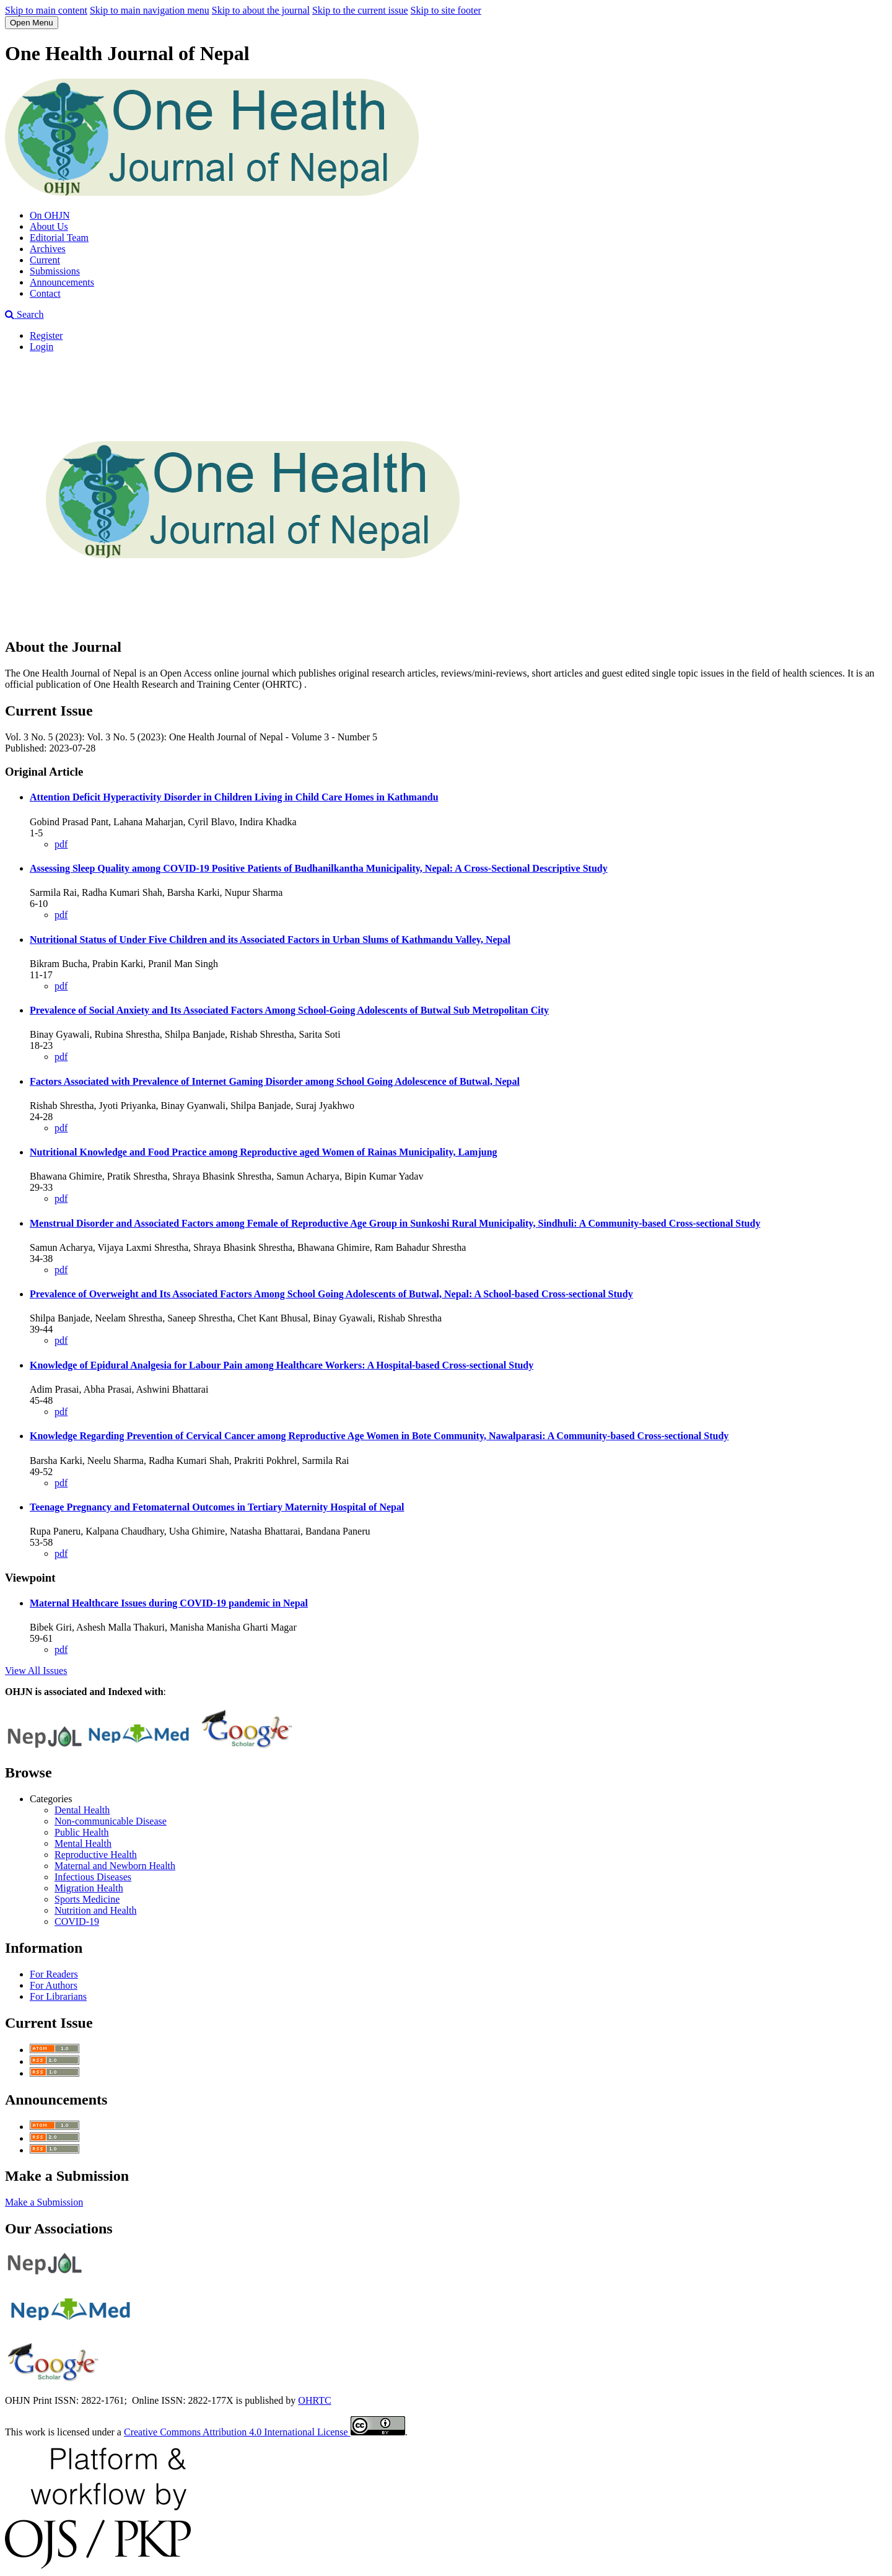 Skip to main content Skip to main navigation menu Skip to about the journal Skip to the current issue Skip to site footer
Open Menu
One Health Journal of Nepal
One Health
Journal of Nepal
OHJN
On OHJN
About Us
Editorial Team
Archives
Current
Submissions
Announcements
Contact
Search
Register
Login
One Health
Journal of Nepal
OHJN
About the Journal
The One Health Journal of Nepal is an Open Access online journal which publishes original research articles, reviews/mini-reviews, short articles and guest edited single topic issues in the field of health sciences. It is an
official publication of One Health Research and Training Center (OHRTC) .
Current Issue
Vol. 3 No. 5 (2023): Vol. 3 No. 5 (2023): One Health Journal of Nepal - Volume 3 - Number 5
Published: 2023-07-28
Original Article
Attention Deficit Hyperactivity Disorder in Children Living in Child Care Homes in Kathmandu
Gobind Prasad Pant, Lahana Maharjan, Cyril Blavo, Indira Khadka
1-5
pdf
Assessing Sleep Quality among COVID-19 Positive Patients of Budhanilkantha Municipality, Nepal: A Cross-Sectional Descriptive Study
Sarmila Rai, Radha Kumari Shah, Barsha Karki, Nupur Sharma
6-10
pdf
Nutritional Status of Under Five Children and its Associated Factors in Urban Slums of Kathmandu Valley, Nepal
Bikram Bucha, Prabin Karki, Pranil Man Singh
11-17
pdf
Prevalence of Social Anxiety and Its Associated Factors Among School-Going Adolescents of Butwal Sub Metropolitan City
Binay Gyawali, Rubina Shrestha, Shilpa Banjade, Rishab Shrestha, Sarita Soti
18-23
pdf
Factors Associated with Prevalence of Internet Gaming Disorder among School Going Adolescence of Butwal, Nepal
Rishab Shrestha, Jyoti Priyanka, Binay Gyanwali, Shilpa Banjade, Suraj Jyakhwo
24-28
pdf
Nutritional Knowledge and Food Practice among Reproductive aged Women of Rainas Municipality, Lamjung
Bhawana Ghimire, Pratik Shrestha, Shraya Bhasink Shrestha, Samun Acharya, Bipin Kumar Yadav
29-33
pdf
Menstrual Disorder and Associated Factors among Female of Reproductive Age Group in Sunkoshi Rural Municipality, Sindhuli: A Community-based Cross-sectional Study
Samun Acharya, Vijaya Laxmi Shrestha, Shraya Bhasink Shrestha, Bhawana Ghimire, Ram Bahadur Shrestha
34-38
pdf
Prevalence of Overweight and Its Associated Factors Among School Going Adolescents of Butwal, Nepal: A School-based Cross-sectional Study
Shilpa Banjade, Neelam Shrestha, Saneep Shrestha, Chet Kant Bhusal, Binay Gyawali, Rishab Shrestha
39-44
pdf
Knowledge of Epidural Analgesia for Labour Pain among Healthcare Workers: A Hospital-based Cross-sectional Study
Adim Prasai, Abha Prasai, Ashwini Bhattarai
45-48
pdf
Knowledge Regarding Prevention of Cervical Cancer among Reproductive Age Women in Bote Community, Nawalparasi: A Community-based Cross-sectional Study
Barsha Karki, Neelu Sharma, Radha Kumari Shah, Prakriti Pokhrel, Sarmila Rai
49-52
pdf
Teenage Pregnancy and Fetomaternal Outcomes in Tertiary Maternity Hospital of Nepal
Rupa Paneru, Kalpana Chaudhary, Usha Ghimire, Natasha Bhattarai, Bandana Paneru
53-58
pdf
Viewpoint
Maternal Healthcare Issues during COVID-19 pandemic in Nepal
Bibek Giri, Ashesh Malla Thakuri, Manisha Manisha Gharti Magar
59-61
pdf
View All Issues
OHJN is associated and Indexed with:
NepJOL NepMed Google Scholar
Browse
Categories
Dental Health
Non-communicable Disease
Public Health
Mental Health
Reproductive Health
Maternal and Newborn Health
Infectious Diseases
Migration Health
Sports Medicine
Nutrition and Health
COVID-19
Information
For Readers
For Authors
For Librarians
Current Issue
ATOM 1.0
RSS 2.0
RSS 1.0
Announcements
ATOM 1.0
RSS 2.0
RSS 1.0
Make a Submission
Make a Submission
Our Associations
NepJOL
NepMed
Google
Scholar
OHJN Print ISSN: 2822-1761; Online ISSN: 2822-177X is published by OHRTC
This work is licensed under a Creative Commons Attribution 4.0 International License cc BY.
Platform &
workflow by
OJS / PKP